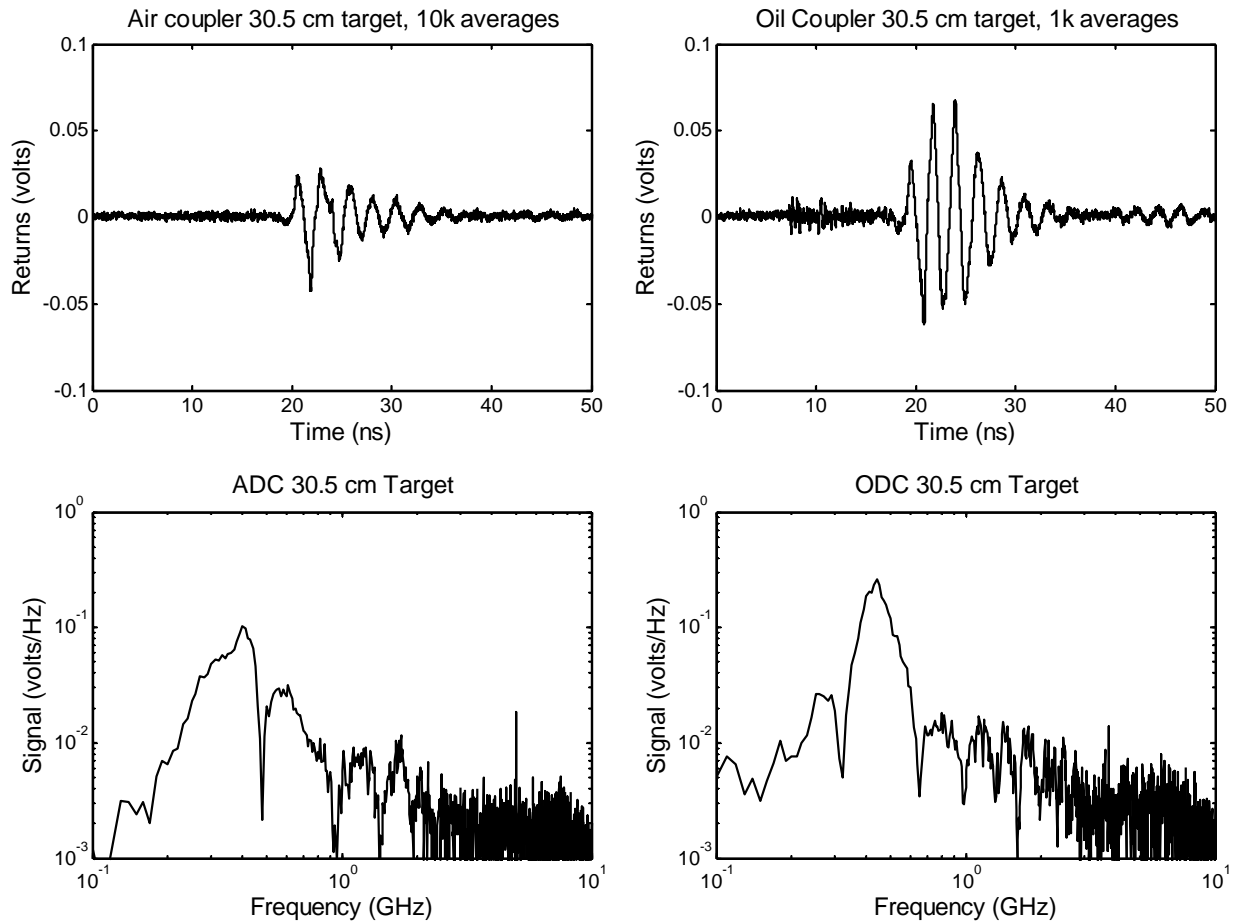 Air coupler 30.5 cm target, 10k averages
0.1
0.05
0
-0.05
-0.1
Returns (volts)
0 10 20 30 40 50
Time (ns)
Oil Coupler 30.5 cm target, 1k averages
0.1
0.05
0
-0.05
-0.1
Returns (volts)
0 10 20 30 40 50
Time (ns)
ADC 30.5 cm Target
10^0
10^-1
10^-2
10^-3
Signal (volts/Hz)
10^-1 10^0 10^1
Frequency (GHz)
ODC 30.5 cm Target
10^0
10^-1
10^-2
10^-3
Signal (volts/Hz)
10^-1 10^0 10^1
Frequency (GHz)